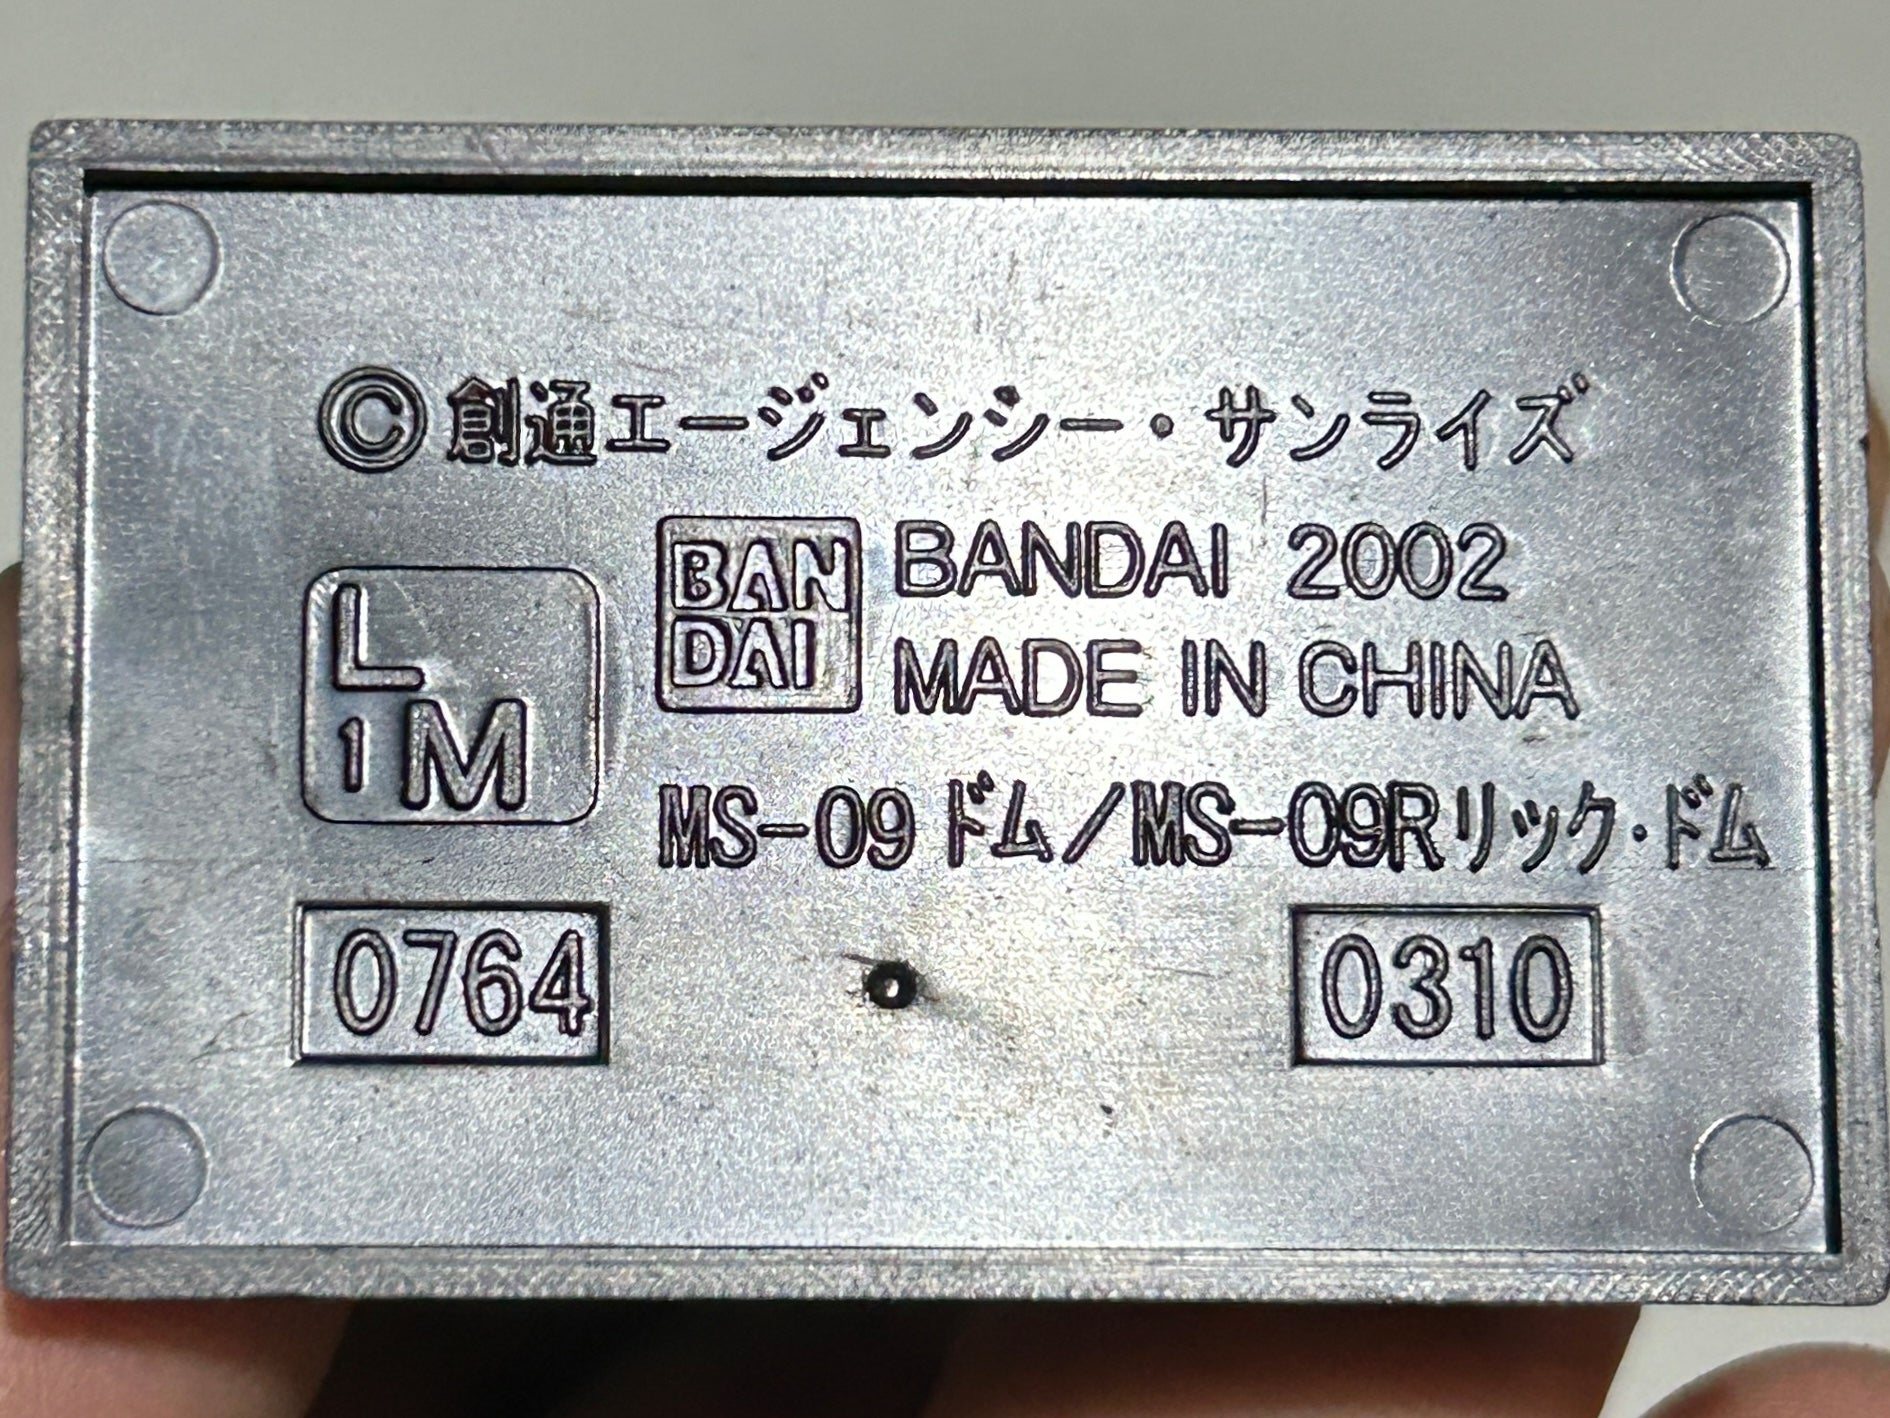 ©創通エージェンシー・サンライズ
BAN
DAI
BANDAI 2002
MADE IN CHINA
L
1M
MS-09ドム/MS-09Rリック・ドム
0764
0310